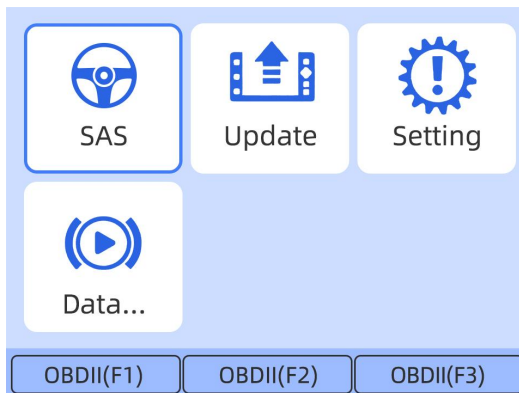 SAS
Update
Setting
Data...
OBDII(F1)
OBDII(F2)
OBDII(F3)